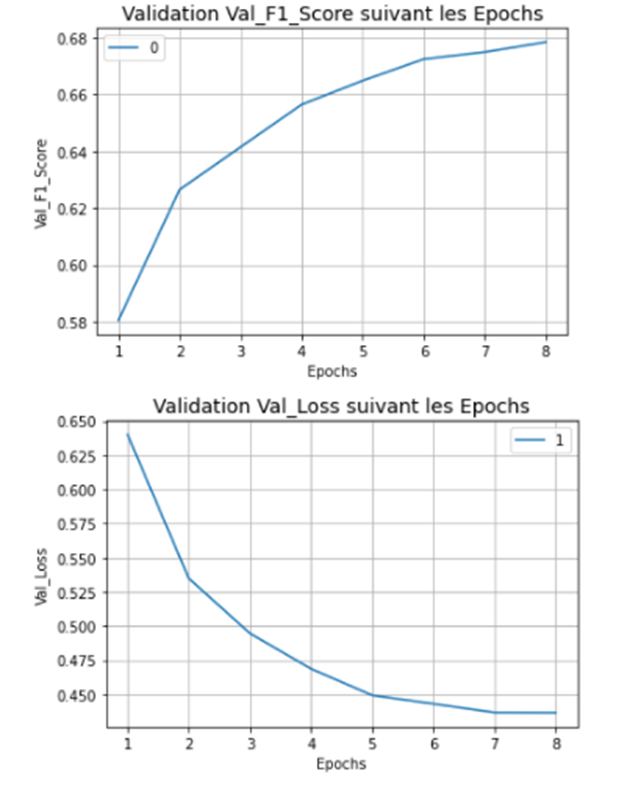 Validation Val_F1_Score suivant les Epochs
0
0.68
0.66
0.64
0.62
0.60
0.58
Val_F1_Score
1 2 3 4 5 6 7 8
Epochs
Validation Val_Loss suivant les Epochs
1
0.650
0.625
0.600
0.575
0.550
0.525
0.500
0.475
0.450
Val_Loss
1 2 3 4 5 6 7 8
Epochs